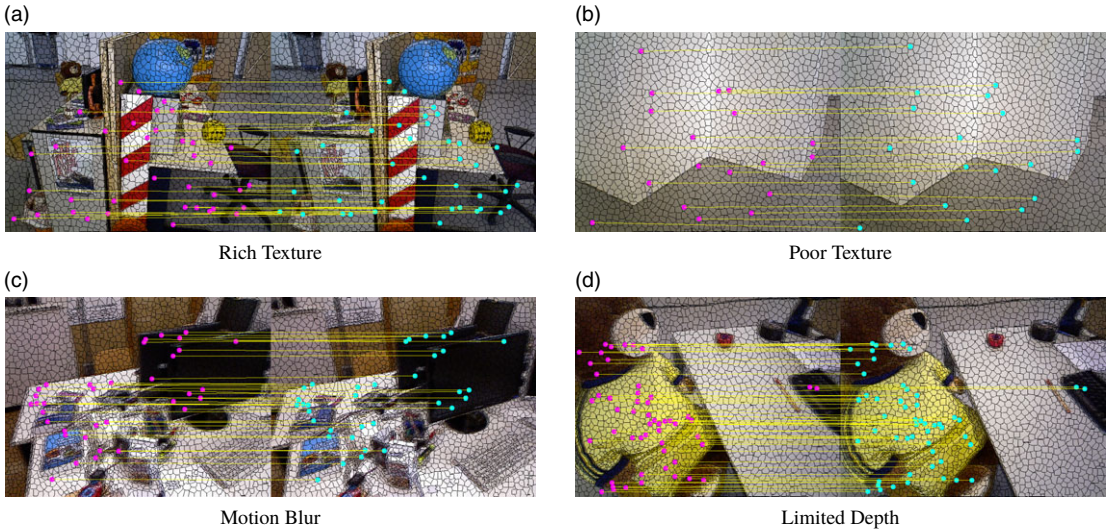 (a)
(b)
Rich Texture
Poor Texture
(c)
(d)
Motion Blur
Limited Depth